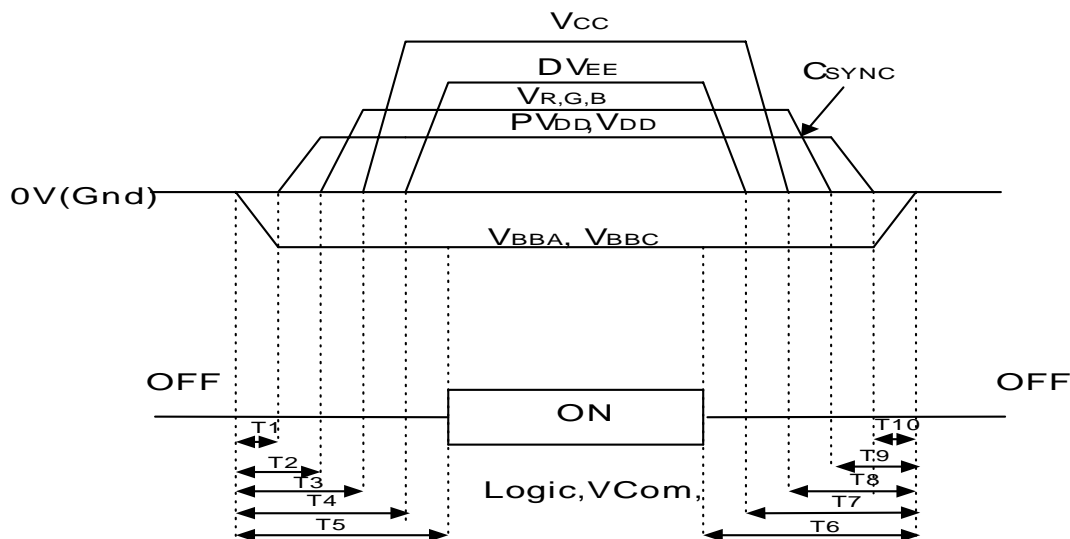 VCC
DVEE
CSYNC
VR,G,B
PVDD,VDD
0V(Gnd)
VBBA, VBBC
OFF
OFF
ON
T1
T10
T2
T9
T3
T8
Logic,VCom,
T4
T7
T5
T6